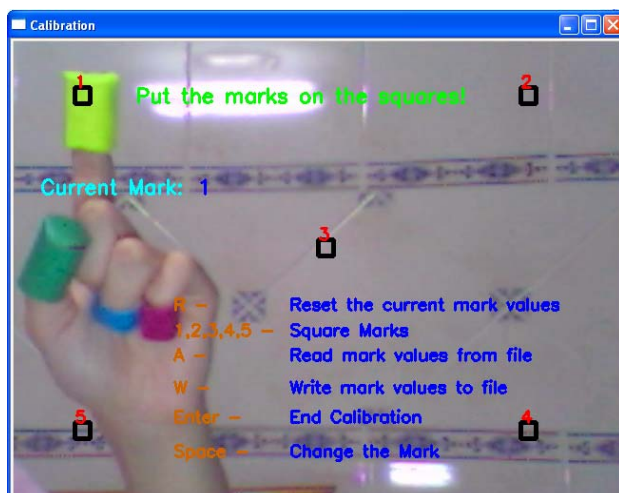 Calibration
1
2
Put the marks on the squares!
Current Mark: 1
3
R - Reset the current mark values
1,2,3,4,5 - Square Marks
A - Read mark values from file
W - Write mark values to file
5
4
Enter - End Calibration
Space - Change the Mark